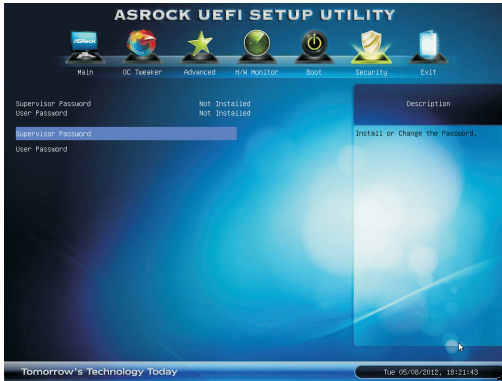 ASROCK UEFI SETUP UTILITY
ASRock
Main OC Tweaker Advanced H/W Monitor Boot Security Exit
Supervisor Password Not Installed
User Password Not Installed
Supervisor Password
User Password
Description
Install or Change the Password.
Tomorrow's Technology Today
Tue 05/08/2012, 18:21:43